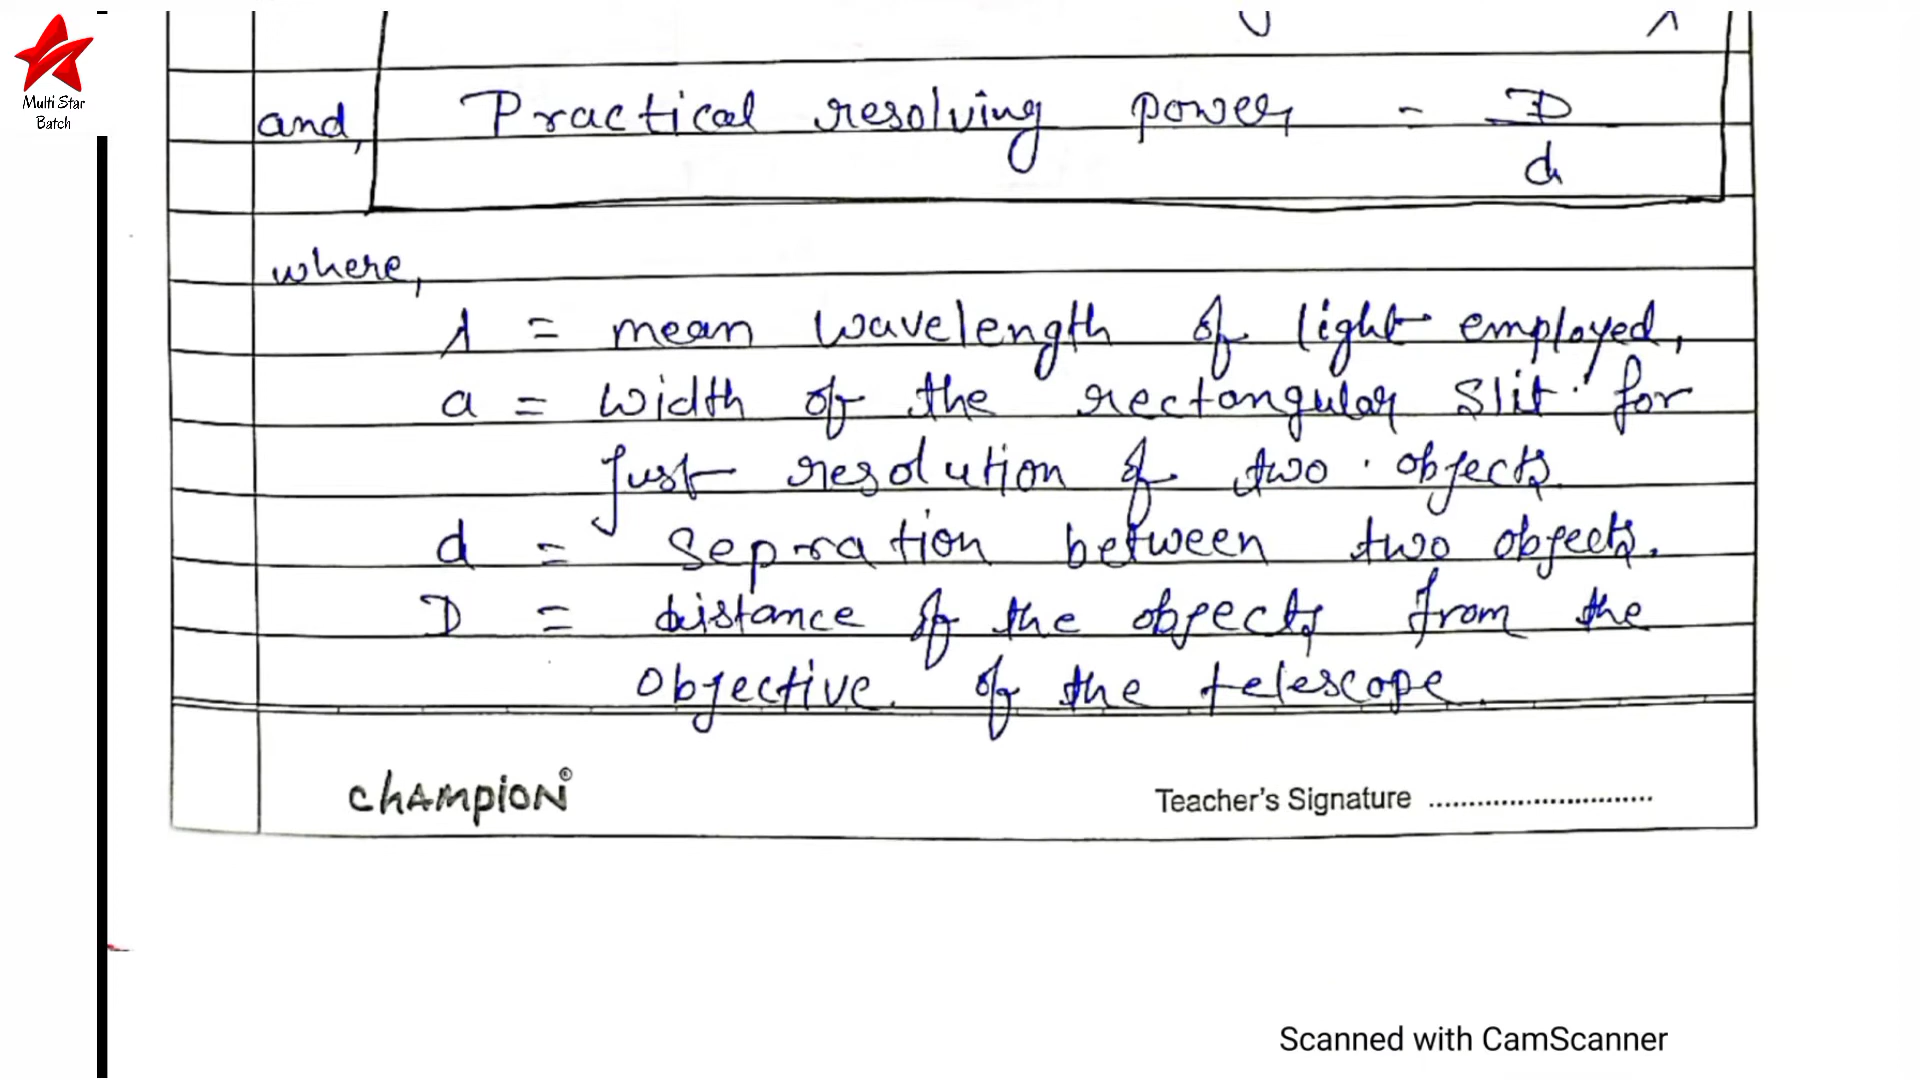 Multi Star
Batch
and, Practical resolving power = D
d
where,
λ = mean wavelength of light employed,
a = width of the rectangular slit for
just resolution of two objects
d = sepration between two objects.
D = distance of the objects from the
objective of the telescope.
CHAMPION®
Teacher's Signature ............................
Scanned with CamScanner